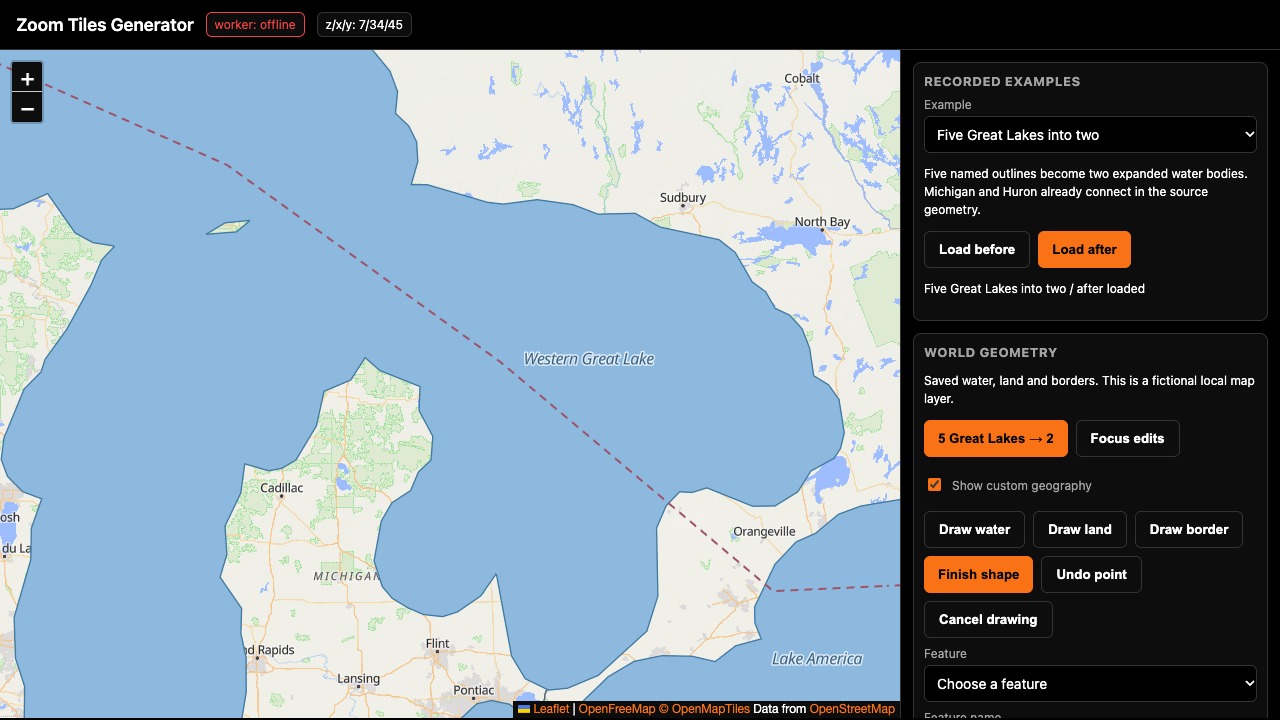 Zoom Tiles Generator
worker: offline
z/x/y: 7/34/45
+
−
Cobalt
Sudbury
North Bay
Western Great Lake
Cadillac
osh
du La
Orangeville
MICHIGAN
nd Rapids
Flint
Lansing
Pontiac
Lake America
Leaflet | OpenFreeMap © OpenMapTiles Data from OpenStreetMap
RECORDED EXAMPLES
Example
Five Great Lakes into two
Five named outlines become two expanded water bodies.
Michigan and Huron already connect in the source
geometry.
Load before
Load after
Five Great Lakes into two / after loaded
WORLD GEOMETRY
Saved water, land and borders. This is a fictional local map
layer.
5 Great Lakes → 2
Focus edits
Show custom geography
Draw water
Draw land
Draw border
Finish shape
Undo point
Cancel drawing
Feature
Choose a feature
Feature name